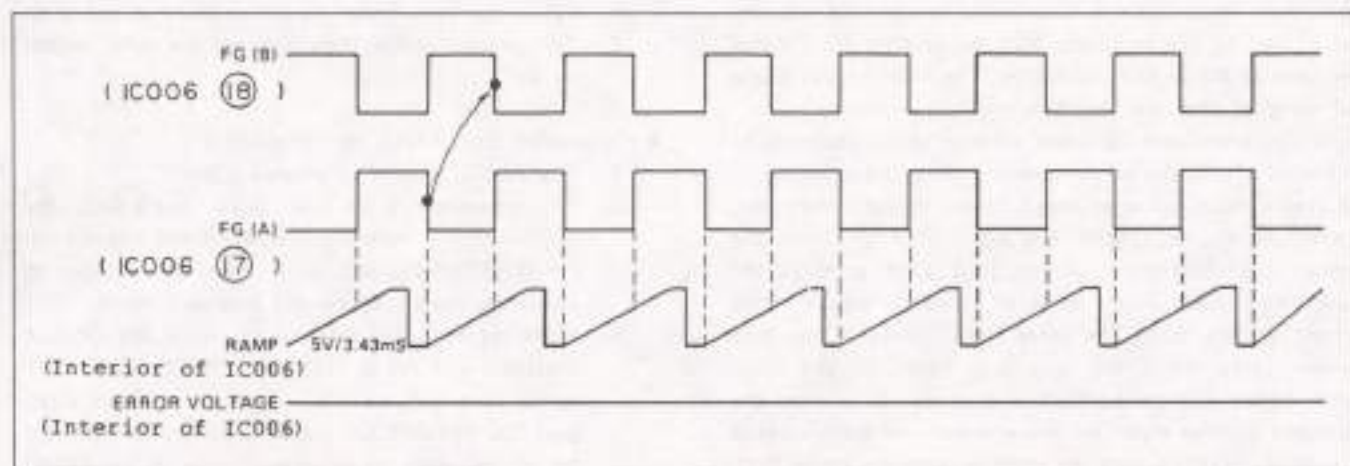 FG (B)
( IC006 18 )
FG (A)
( IC006 17 )
RAMP 5V/3.43mS
(Interior of IC006)
ERROR VOLTAGE
(Interior of IC006)